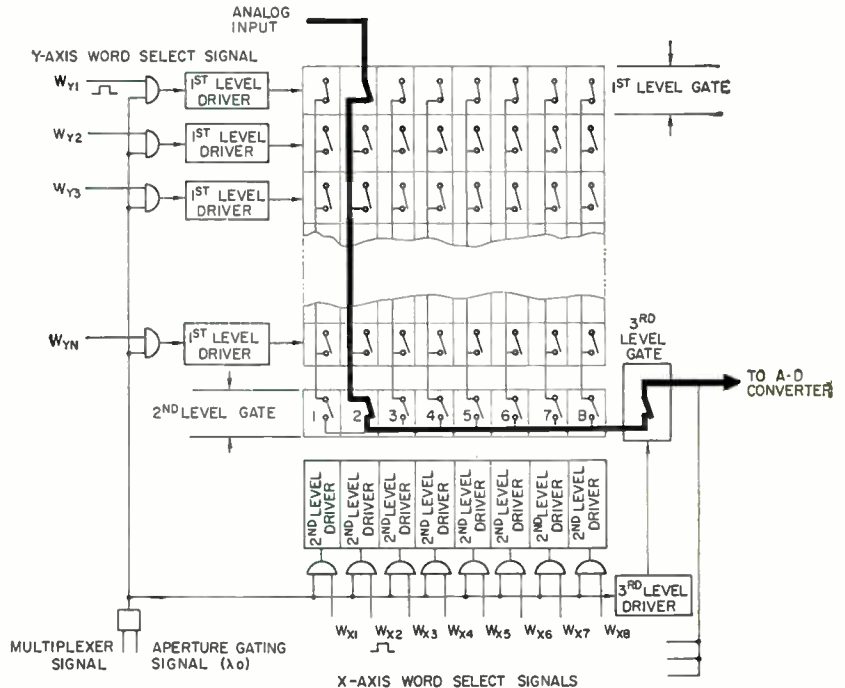 ANALOG
INPUT
Y-AXIS WORD SELECT SIGNAL
WY1
1ST LEVEL
DRIVER
1ST LEVEL GATE
WY2
1ST LEVEL
DRIVER
WY3
1ST LEVEL
DRIVER
WYN
1ST LEVEL
DRIVER
3RD
LEVEL
GATE
TO A-D
CONVERTER
2ND LEVEL GATE
1 2 3 4 5 6 7 8
2ND LEVEL
DRIVER
2ND LEVEL
DRIVER
2ND LEVEL
DRIVER
2ND LEVEL
DRIVER
2ND LEVEL
DRIVER
2ND LEVEL
DRIVER
2ND LEVEL
DRIVER
2ND LEVEL
DRIVER
3RD LEVEL
DRIVER
WX1 WX2 WX3 WX4 WX5 WX6 WX7 WX8
MULTIPLEXER
SIGNAL
APERTURE GATING
SIGNAL (λo)
X-AXIS WORD SELECT SIGNALS